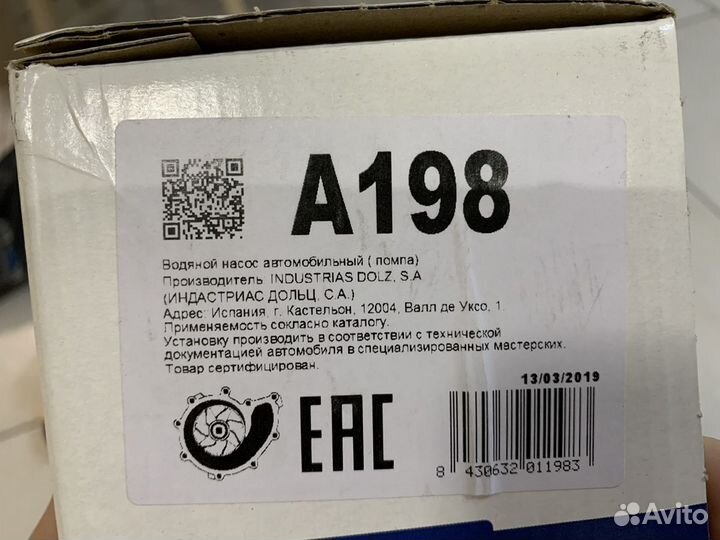 A198
Водяной насос автомобильный ( помпа)
Производитель INDUSTRIAS DOLZ, S.A
(ИНДАСТРИАС ДОЛЬЦ, С.А.)
Адрес: Испания, г. Кастельон, 12004, Валл де Уксо, 1.
Применяемость сокласно каталогу.
Установку производить в соответствии с технической
документацией автомобиля в специализированных мастерских.
Товар сертифицирован.
13/03/2019
EAC
8 430632 011983
Avito